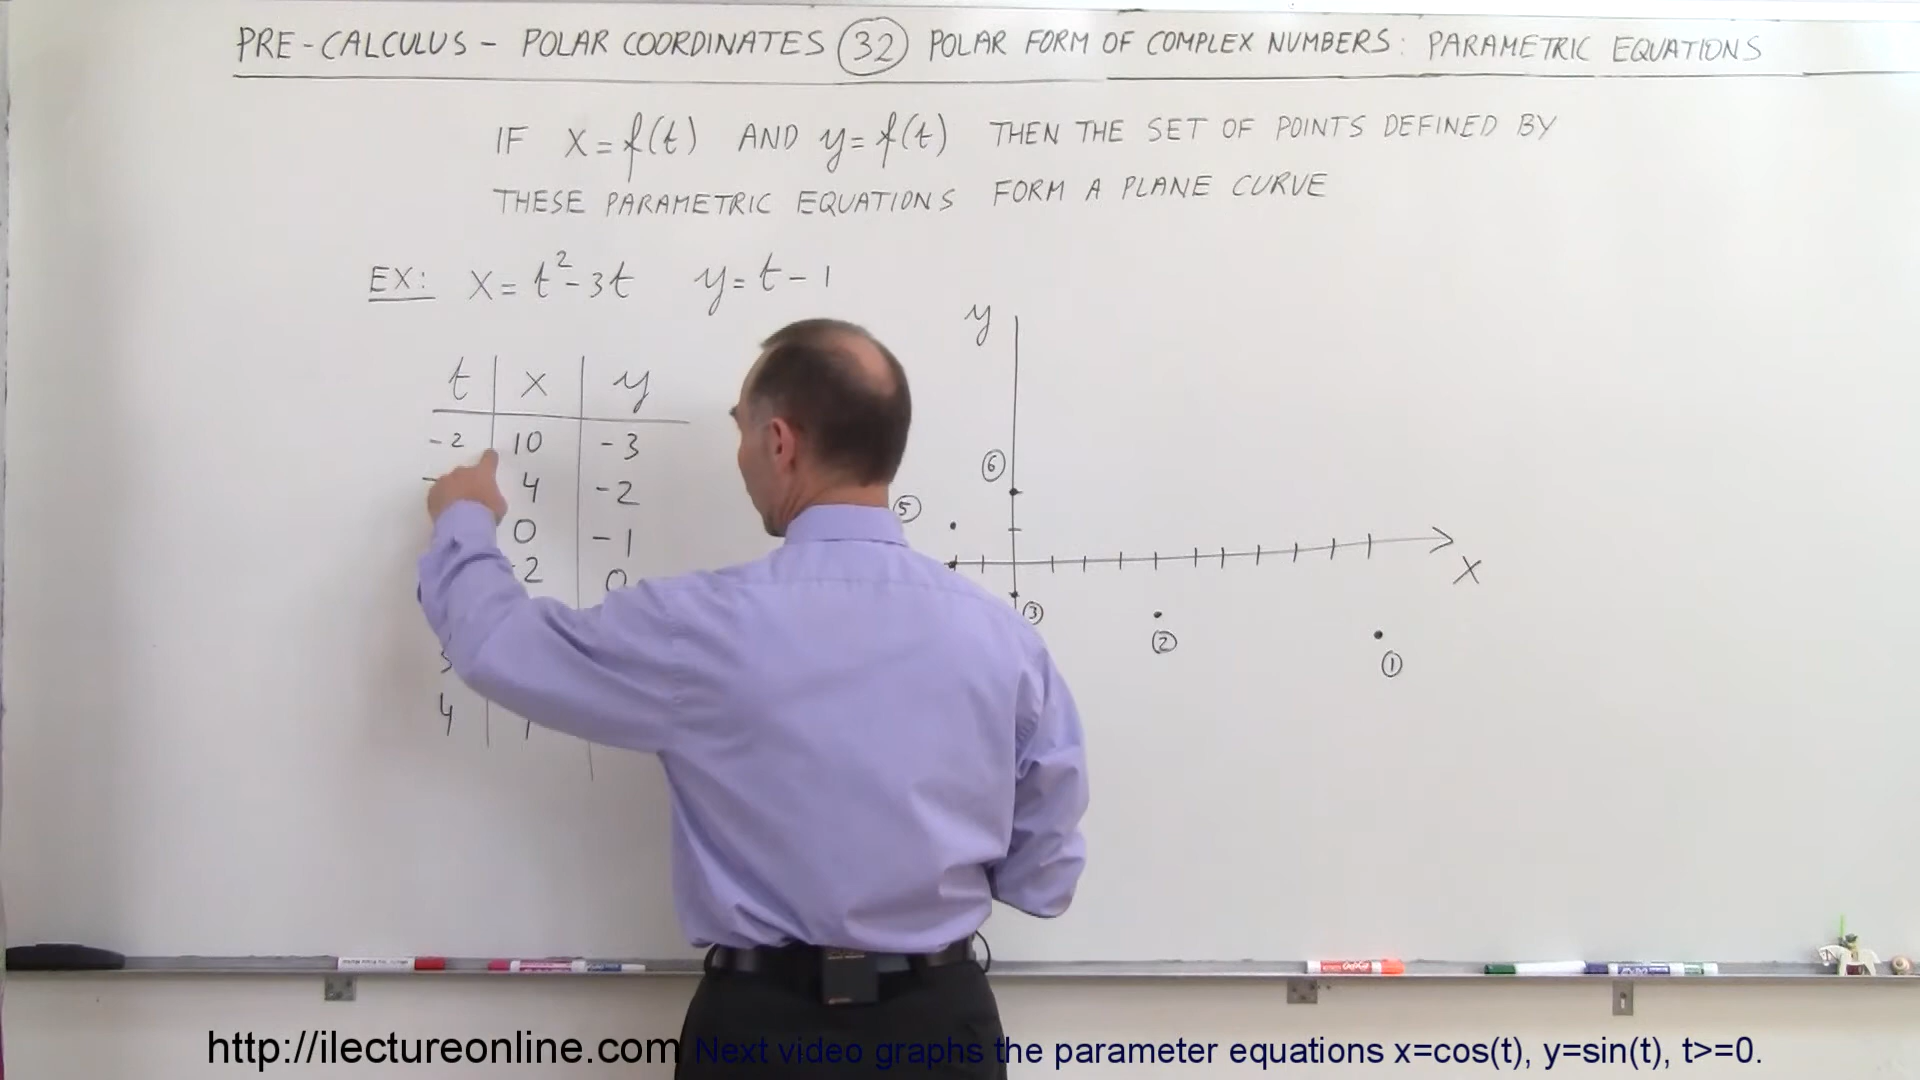 PRE-CALCULUS - POLAR COORDINATES 32 POLAR FORM OF COMPLEX NUMBERS: PARAMETRIC EQUATIONS
IF x=f(t) AND y=f(t) THEN THE SET OF POINTS DEFINED BY
THESE PARAMETRIC EQUATIONS FORM A PLANE CURVE
EX: x=t²-3t y=t-1
t x y
-2 10 -3
4 -2
0 -1
-2 0
3
4
y
6
5
x
3
2
1
http://ilectureonline.com Next video graphs the parameter equations x=cos(t), y=sin(t), t>=0.